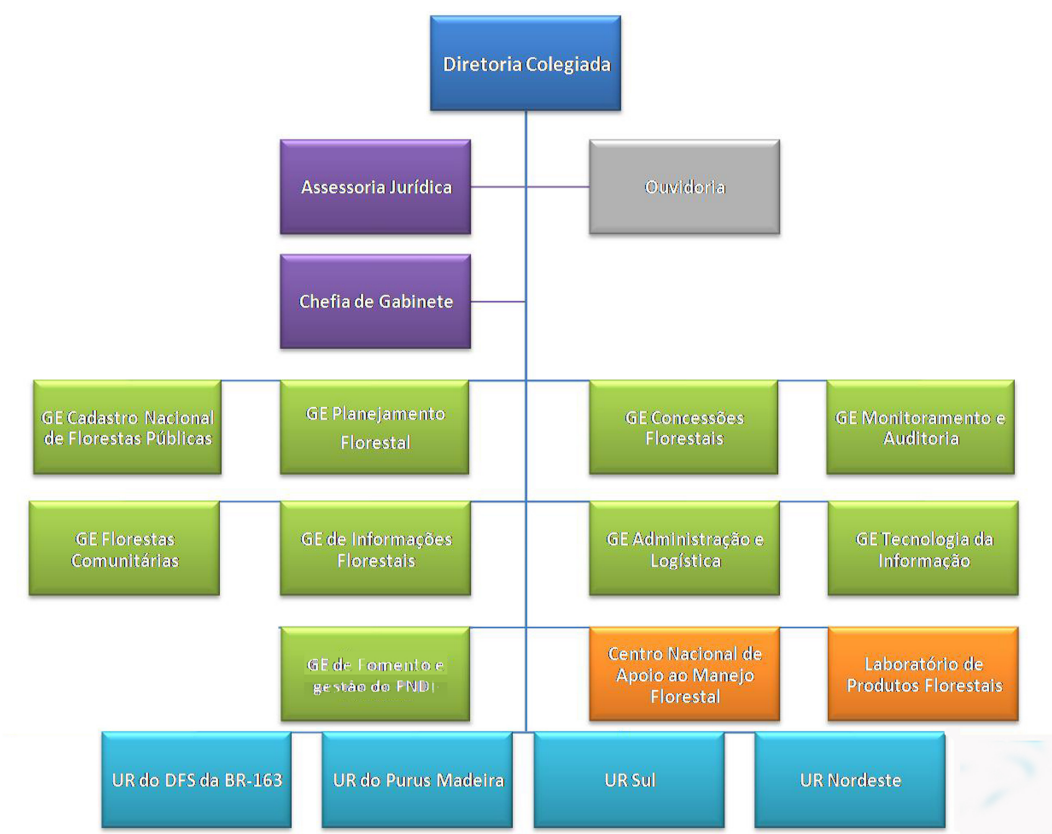 Diretoria Colegiada
Assessoria Jurídica
Ouvidoria
Chefia de Gabinete
GE Cadastro Nacional
de Florestas Públicas
GE Planejamento
Florestal
GE Concessões
Florestais
GE Monitoramento e
Auditoria
GE Florestas
Comunitárias
GE de Informações
Florestais
GE Administração e
Logística
GE Tecnologia da
Informação
GE de Fomento e
gestão do
Centro Nacional de
Apoio ao Manejo
Florestal
Laboratório de
Produtos Florestais
UR do DFS da BR-163
UR do Purus Madeira
UR Sul
UR Nordeste